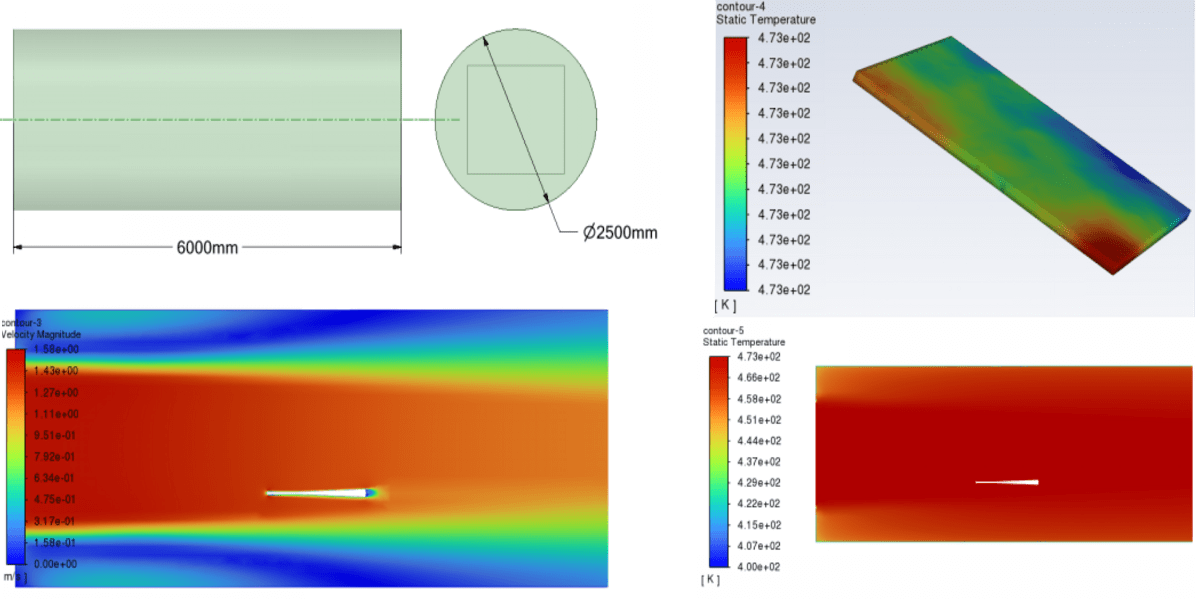 6000mm
Ø2500mm
contour-4
Static Temperature
4.73e+02
4.73e+02
4.73e+02
4.73e+02
4.73e+02
4.73e+02
4.73e+02
4.73e+02
4.73e+02
4.73e+02
4.73e+02
[ K ]
contour-3
Velocity Magnitude
1.58e+00
1.43e+00
1.27e+00
1.11e+00
9.51e-01
7.92e-01
6.34e-01
4.75e-01
3.17e-01
1.58e-01
0.00e+00
contour-5
Static Temperature
4.73e+02
4.66e+02
4.58e+02
4.51e+02
4.44e+02
4.37e+02
4.29e+02
4.22e+02
4.15e+02
4.07e+02
4.00e+02
[ K ]